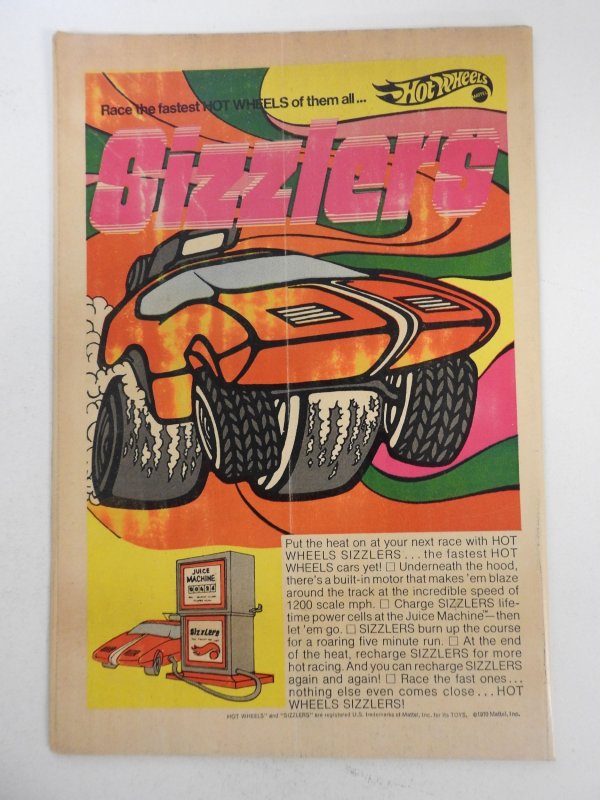 Race the fastest HOT WHEELS of them all...
Hot Wheels
MATTEL
Sizzlers
Put the heat on at your next race with HOT
WHEELS SIZZLERS... the fastest HOT
WHEELS cars yet! □ Underneath the hood,
there's a built-in motor that makes 'em blaze
around the track at the incredible speed of
1200 scale mph. □ Charge SIZZLERS life-
time power cells at the Juice Machine™—then
let 'em go. □ SIZZLERS burn up the course
for a roaring five minute run. □ At the end
of the heat, recharge SIZZLERS for more
hot racing. And you can recharge SIZZLERS
again and again! □ Race the fast ones...
nothing else even comes close... HOT
WHEELS SIZZLERS!
JUICE
MACHINE
Sizzlers
HOT WHEELS" and "SIZZLERS" are registered U.S. trademarks of Mattel, Inc. for its TOYS. ©1970 Mattel, Inc.